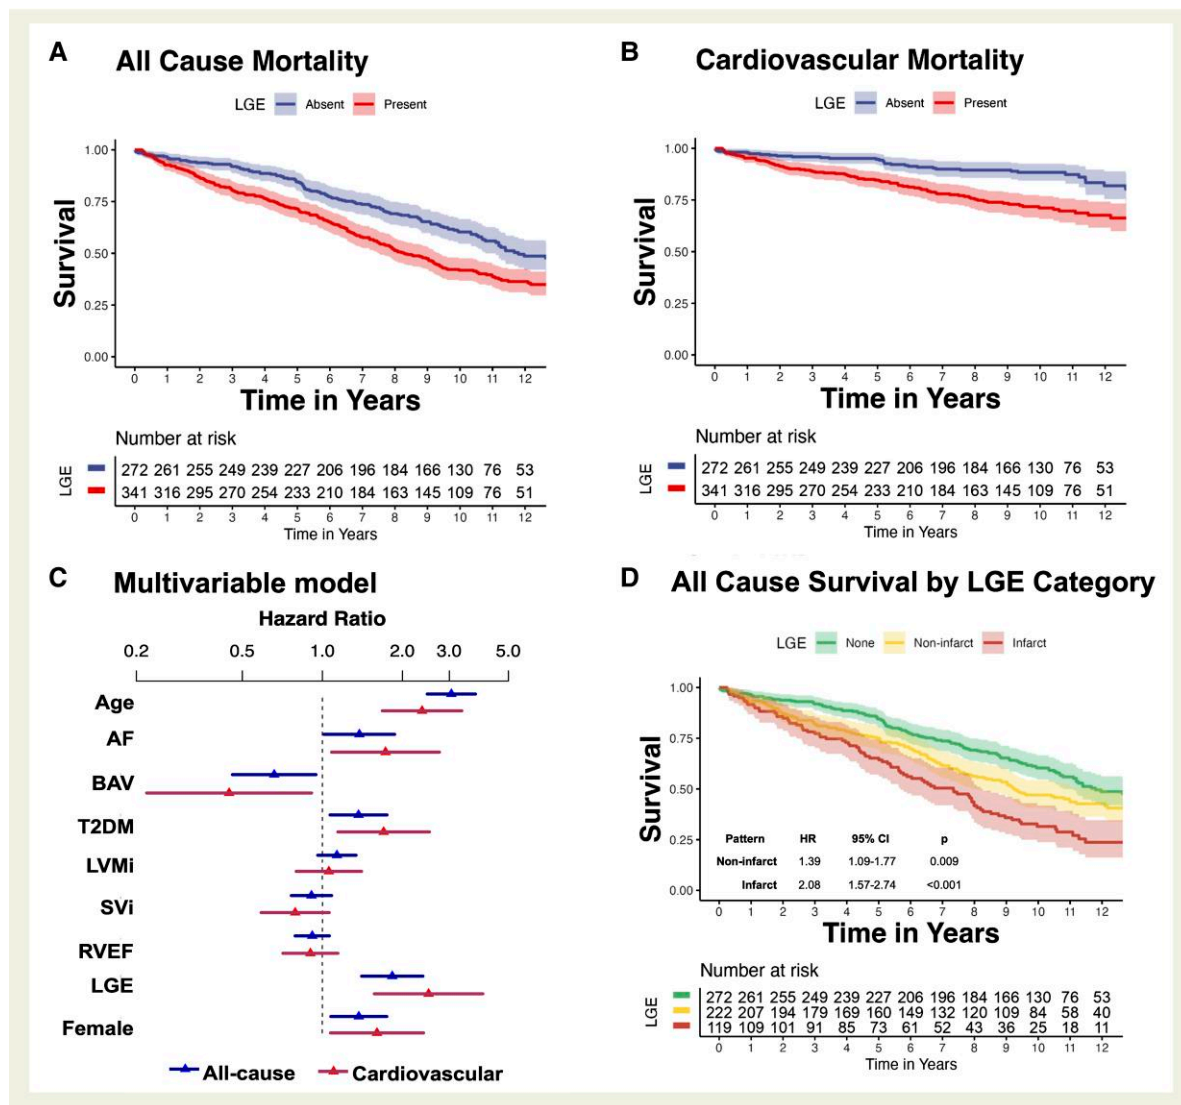 A All Cause Mortality
LGE Absent Present
Survival
1.00
0.75
0.50
0.25
0.00
0 1 2 3 4 5 6 7 8 9 10 11 12
Time in Years
Number at risk
LGE
272 261 255 249 239 227 206 196 184 166 130 76 53
341 316 295 270 254 233 210 184 163 145 109 76 51
0 1 2 3 4 5 6 7 8 9 10 11 12
Time in Years
B Cardiovascular Mortality
LGE Absent Present
Survival
1.00
0.75
0.50
0.25
0.00
0 1 2 3 4 5 6 7 8 9 10 11 12
Time in Years
Number at risk
LGE
272 261 255 249 239 227 206 196 184 166 130 76 53
341 316 295 270 254 233 210 184 163 145 109 76 51
0 1 2 3 4 5 6 7 8 9 10 11 12
Time in Years
C Multivariable model
Hazard Ratio
0.2 0.5 1.0 2.0 3.0 5.0
Age
AF
BAV
T2DM
LVMi
SVi
RVEF
LGE
Female
All-cause Cardiovascular
D All Cause Survival by LGE Category
LGE None Non-infarct Infarct
Survival
1.00
0.75
0.50
0.25
0.00
Pattern HR 95% CI p
Non-infarct 1.39 1.09-1.77 0.009
Infarct 2.08 1.57-2.74 <0.001
0 1 2 3 4 5 6 7 8 9 10 11 12
Time in Years
Number at risk
LGE
272 261 255 249 239 227 206 196 184 166 130 76 53
222 207 194 179 169 160 149 132 120 109 84 58 40
119 109 101 91 85 73 61 52 43 36 25 18 11
0 1 2 3 4 5 6 7 8 9 10 11 12
Time in Years